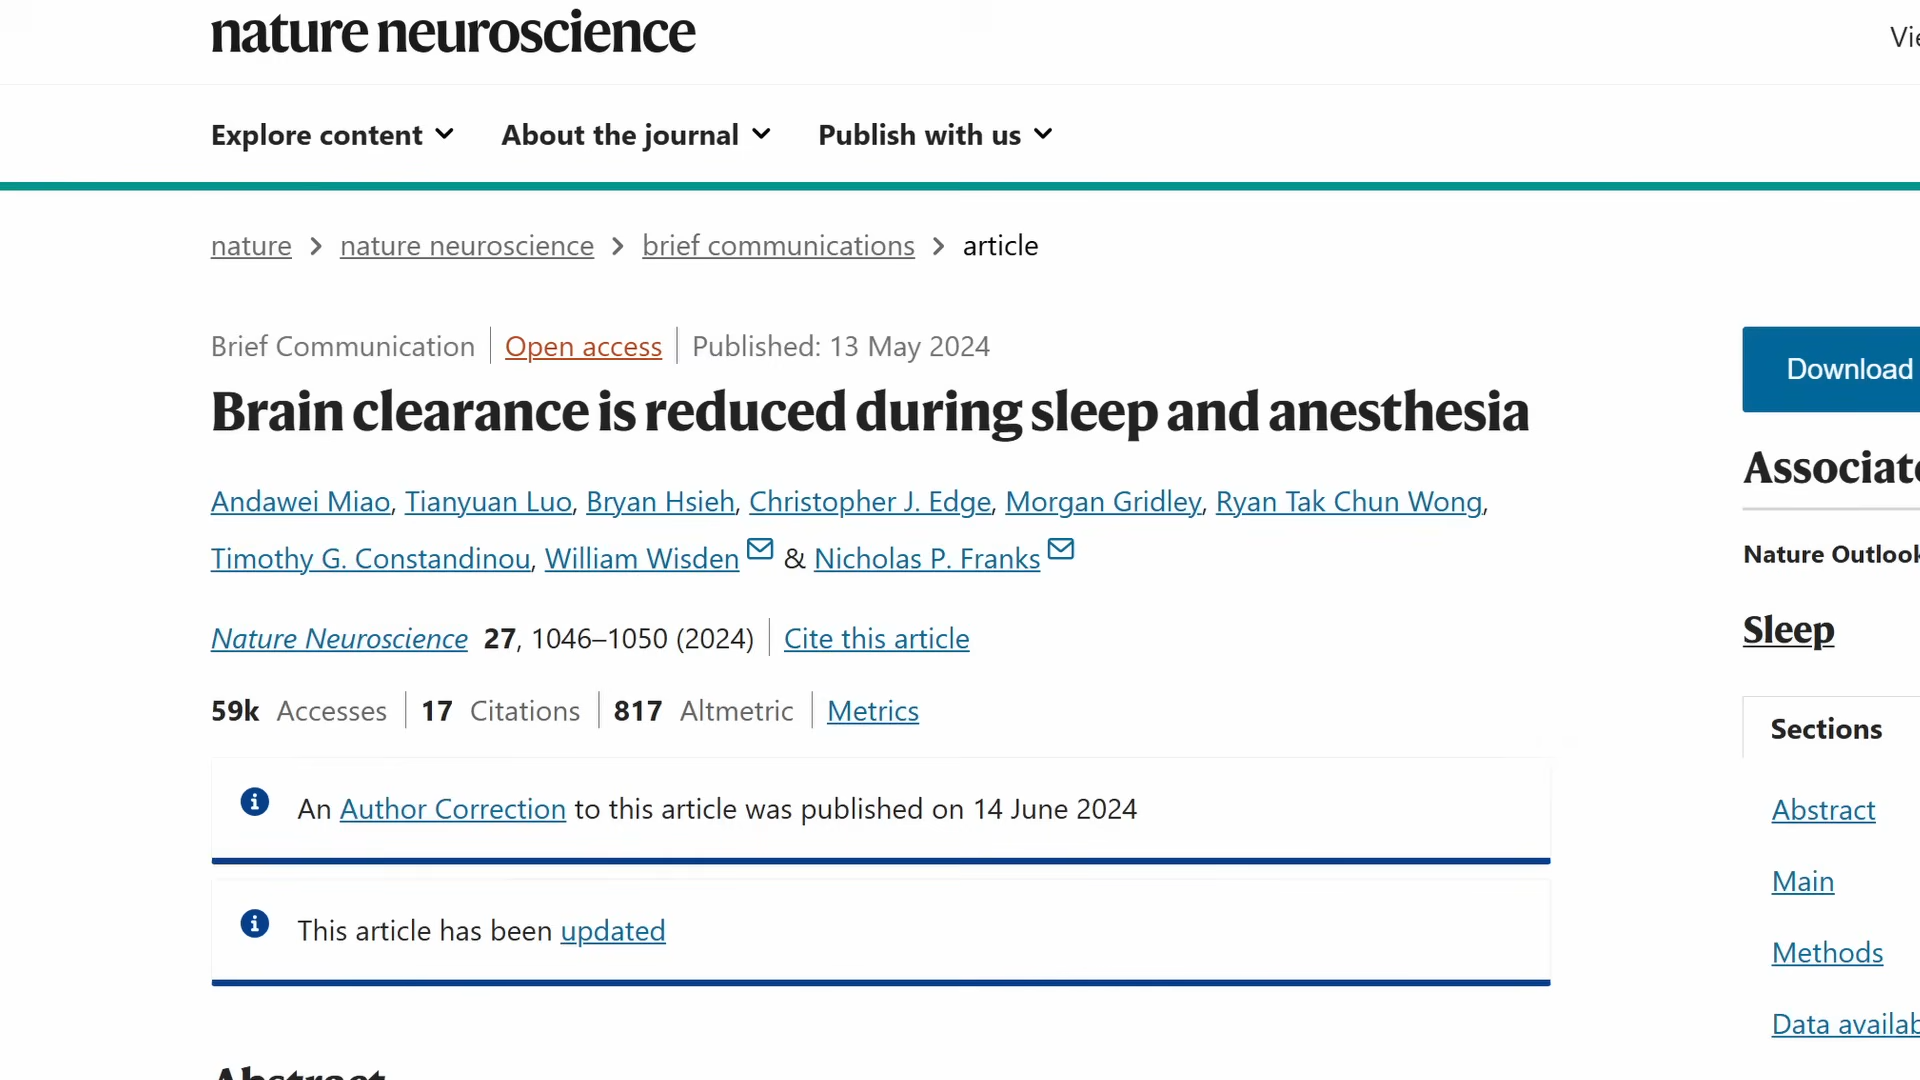 nature neuroscience
Explore content
About the journal
Publish with us
nature > nature neuroscience > brief communications > article
Brief Communication | Open access | Published: 13 May 2024
Download
Brain clearance is reduced during sleep and anesthesia
Andawei Miao, Tianyuan Luo, Bryan Hsieh, Christopher J. Edge, Morgan Gridley, Ryan Tak Chun Wong,
Timothy G. Constandinou, William Wisden & Nicholas P. Franks
Nature Neuroscience 27, 1046–1050 (2024) | Cite this article
59k Accesses | 17 Citations | 817 Altmetric | Metrics
An Author Correction to this article was published on 14 June 2024
This article has been updated
Abstract
Nature Outlook
Sleep
Sections
Abstract
Main
Methods
Data availab